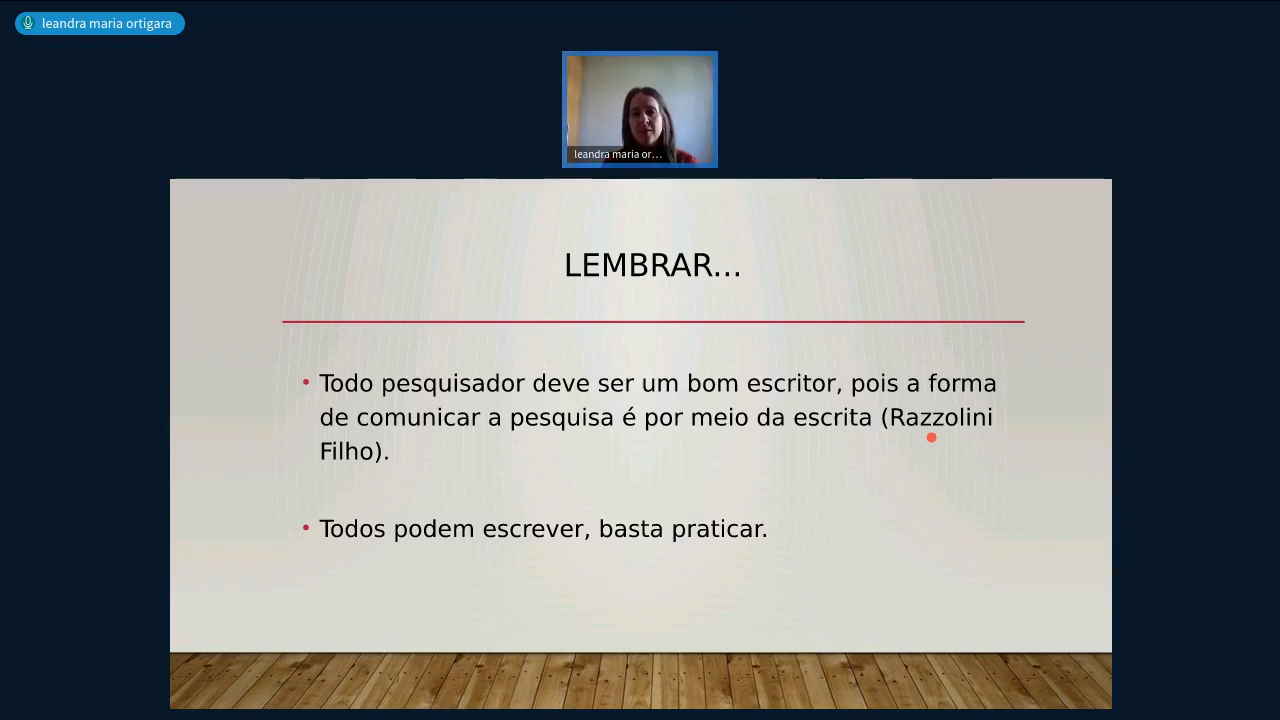 leandra maria ortigara
leandra maria or...
LEMBRAR...
• Todo pesquisador deve ser um bom escritor, pois a forma
de comunicar a pesquisa é por meio da escrita (Razzolini
Filho).
• Todos podem escrever, basta praticar.